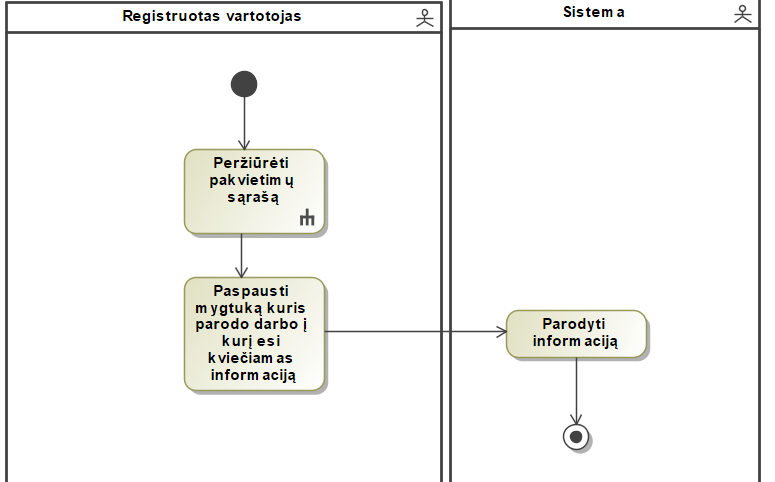 Registruotas vartotojas
Sistema
Peržiūrėti
pakvietimų
sąrašą
Paspausti
mygtuką kuris
parodo darbo į
kurį esi
kviečiamas
informaciją
Parodyti
informaciją